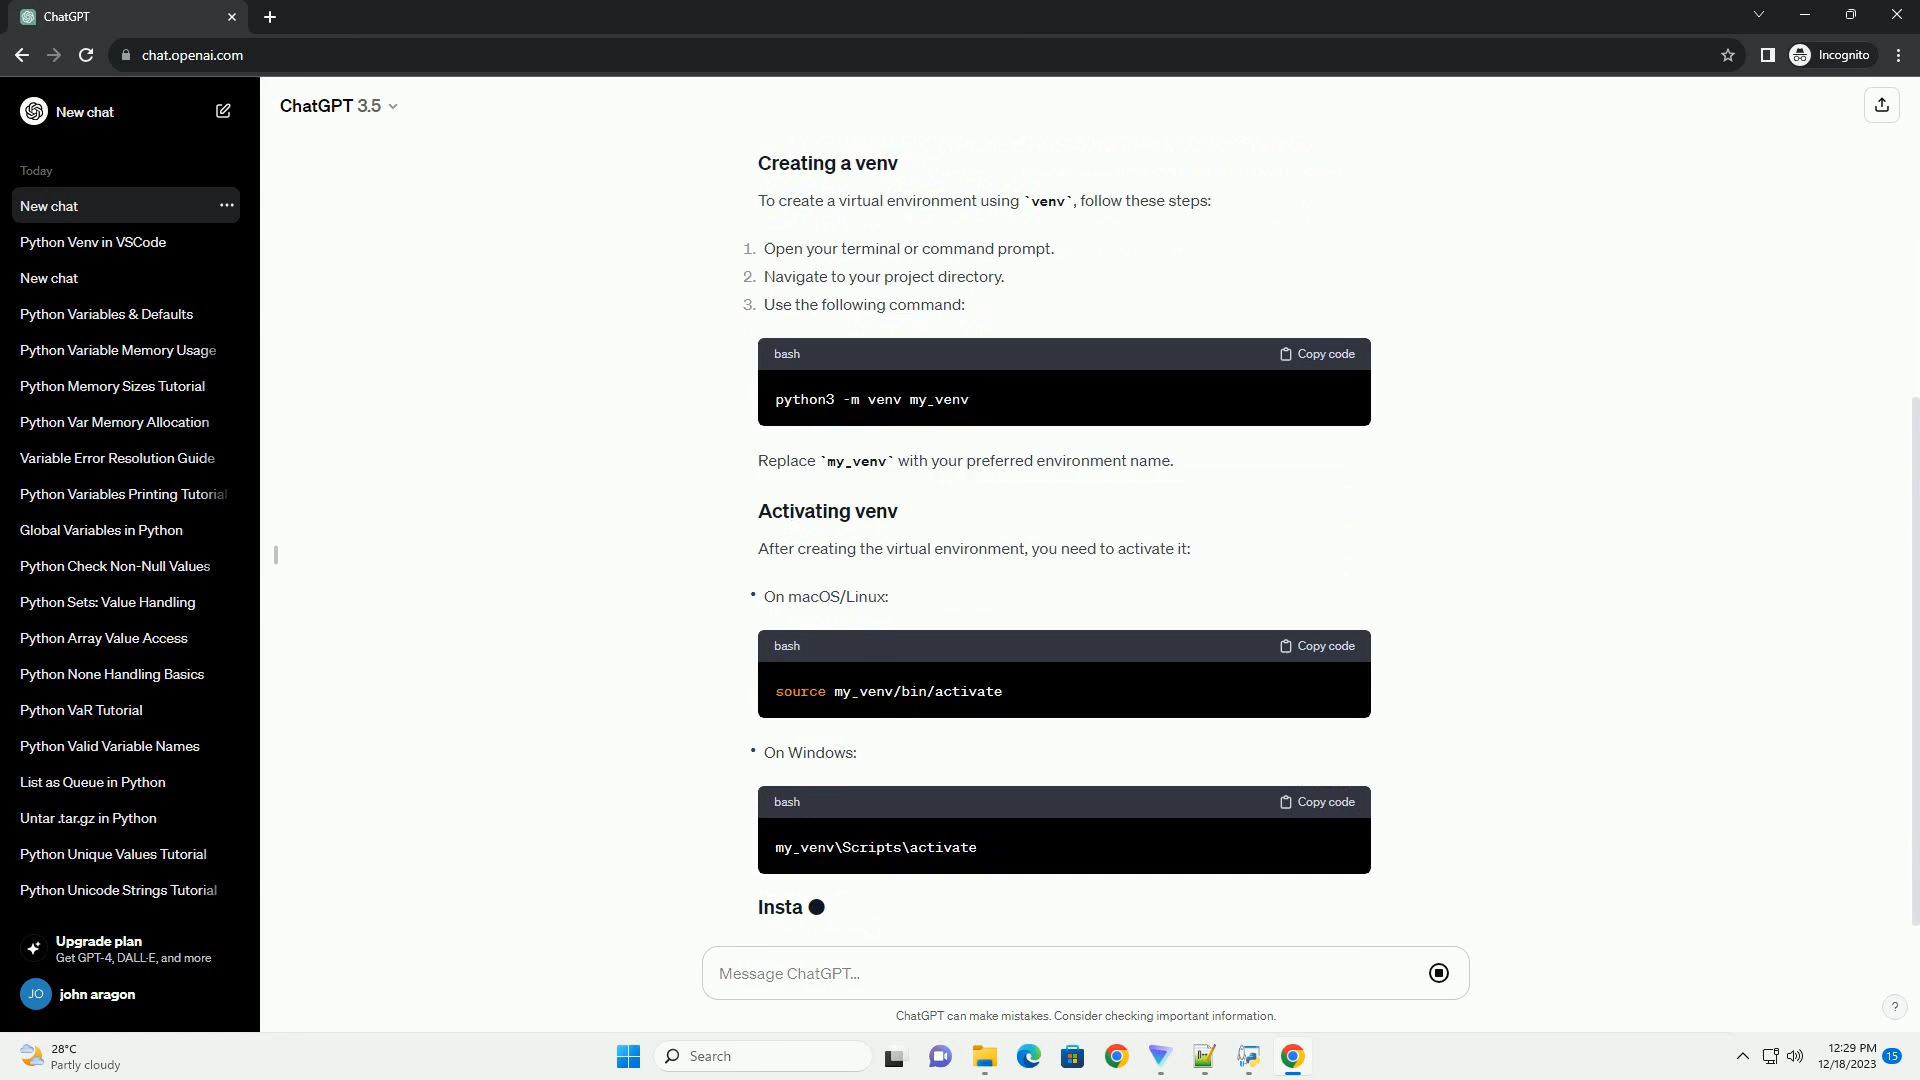 ChatGPT
chat.openai.com
Incognito
New chat
ChatGPT 3.5
Today
New chat
Python Venv in VSCode
New chat
Python Variables & Defaults
Python Variable Memory Usage
Python Memory Sizes Tutorial
Python Var Memory Allocation
Variable Error Resolution Guide
Python Variables Printing Tutorial
Global Variables in Python
Python Check Non-Null Values
Python Sets: Value Handling
Python Array Value Access
Python None Handling Basics
Python VaR Tutorial
Python Valid Variable Names
List as Queue in Python
Untar .tar.gz in Python
Python Unique Values Tutorial
Python Unicode Strings Tutorial
Upgrade plan
Get GPT-4, DALL·E, and more
JO john aragon
Creating a venv
To create a virtual environment using `venv`, follow these steps:
1. Open your terminal or command prompt.
2. Navigate to your project directory.
3. Use the following command:
bash Copy code
python3 -m venv my_venv
Replace `my_venv` with your preferred environment name.
Activating venv
After creating the virtual environment, you need to activate it:
• On macOS/Linux:
bash Copy code
source my_venv/bin/activate
• On Windows:
bash Copy code
my_venv\Scripts\activate
Insta
Message ChatGPT...
ChatGPT can make mistakes. Consider checking important information.
?
28°C
Partly cloudy
Search
12:29 PM
12/18/2023
15